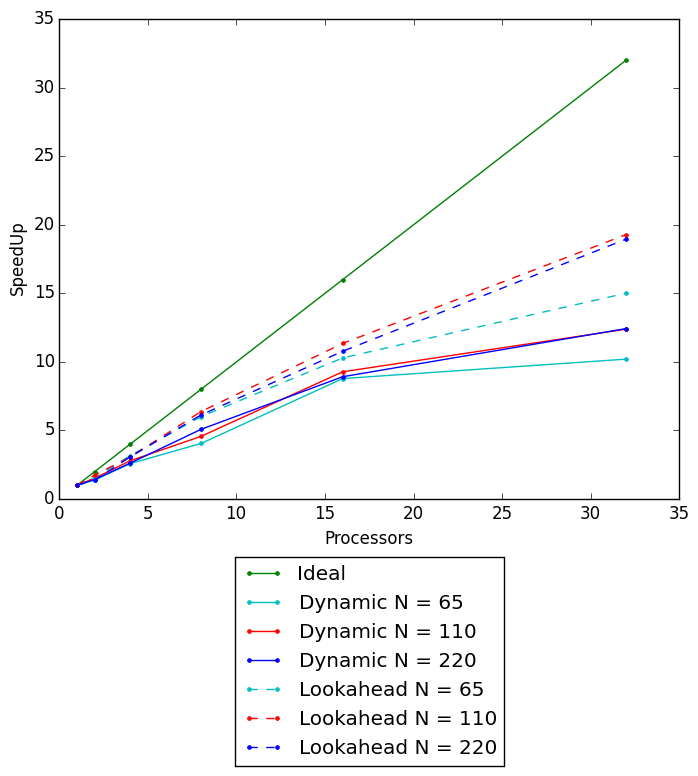 35
30
25
20
15
10
5
0
SpeedUp
0 5 10 15 20 25 30 35
Processors
Ideal
Dynamic N = 65
Dynamic N = 110
Dynamic N = 220
Lookahead N = 65
Lookahead N = 110
Lookahead N = 220